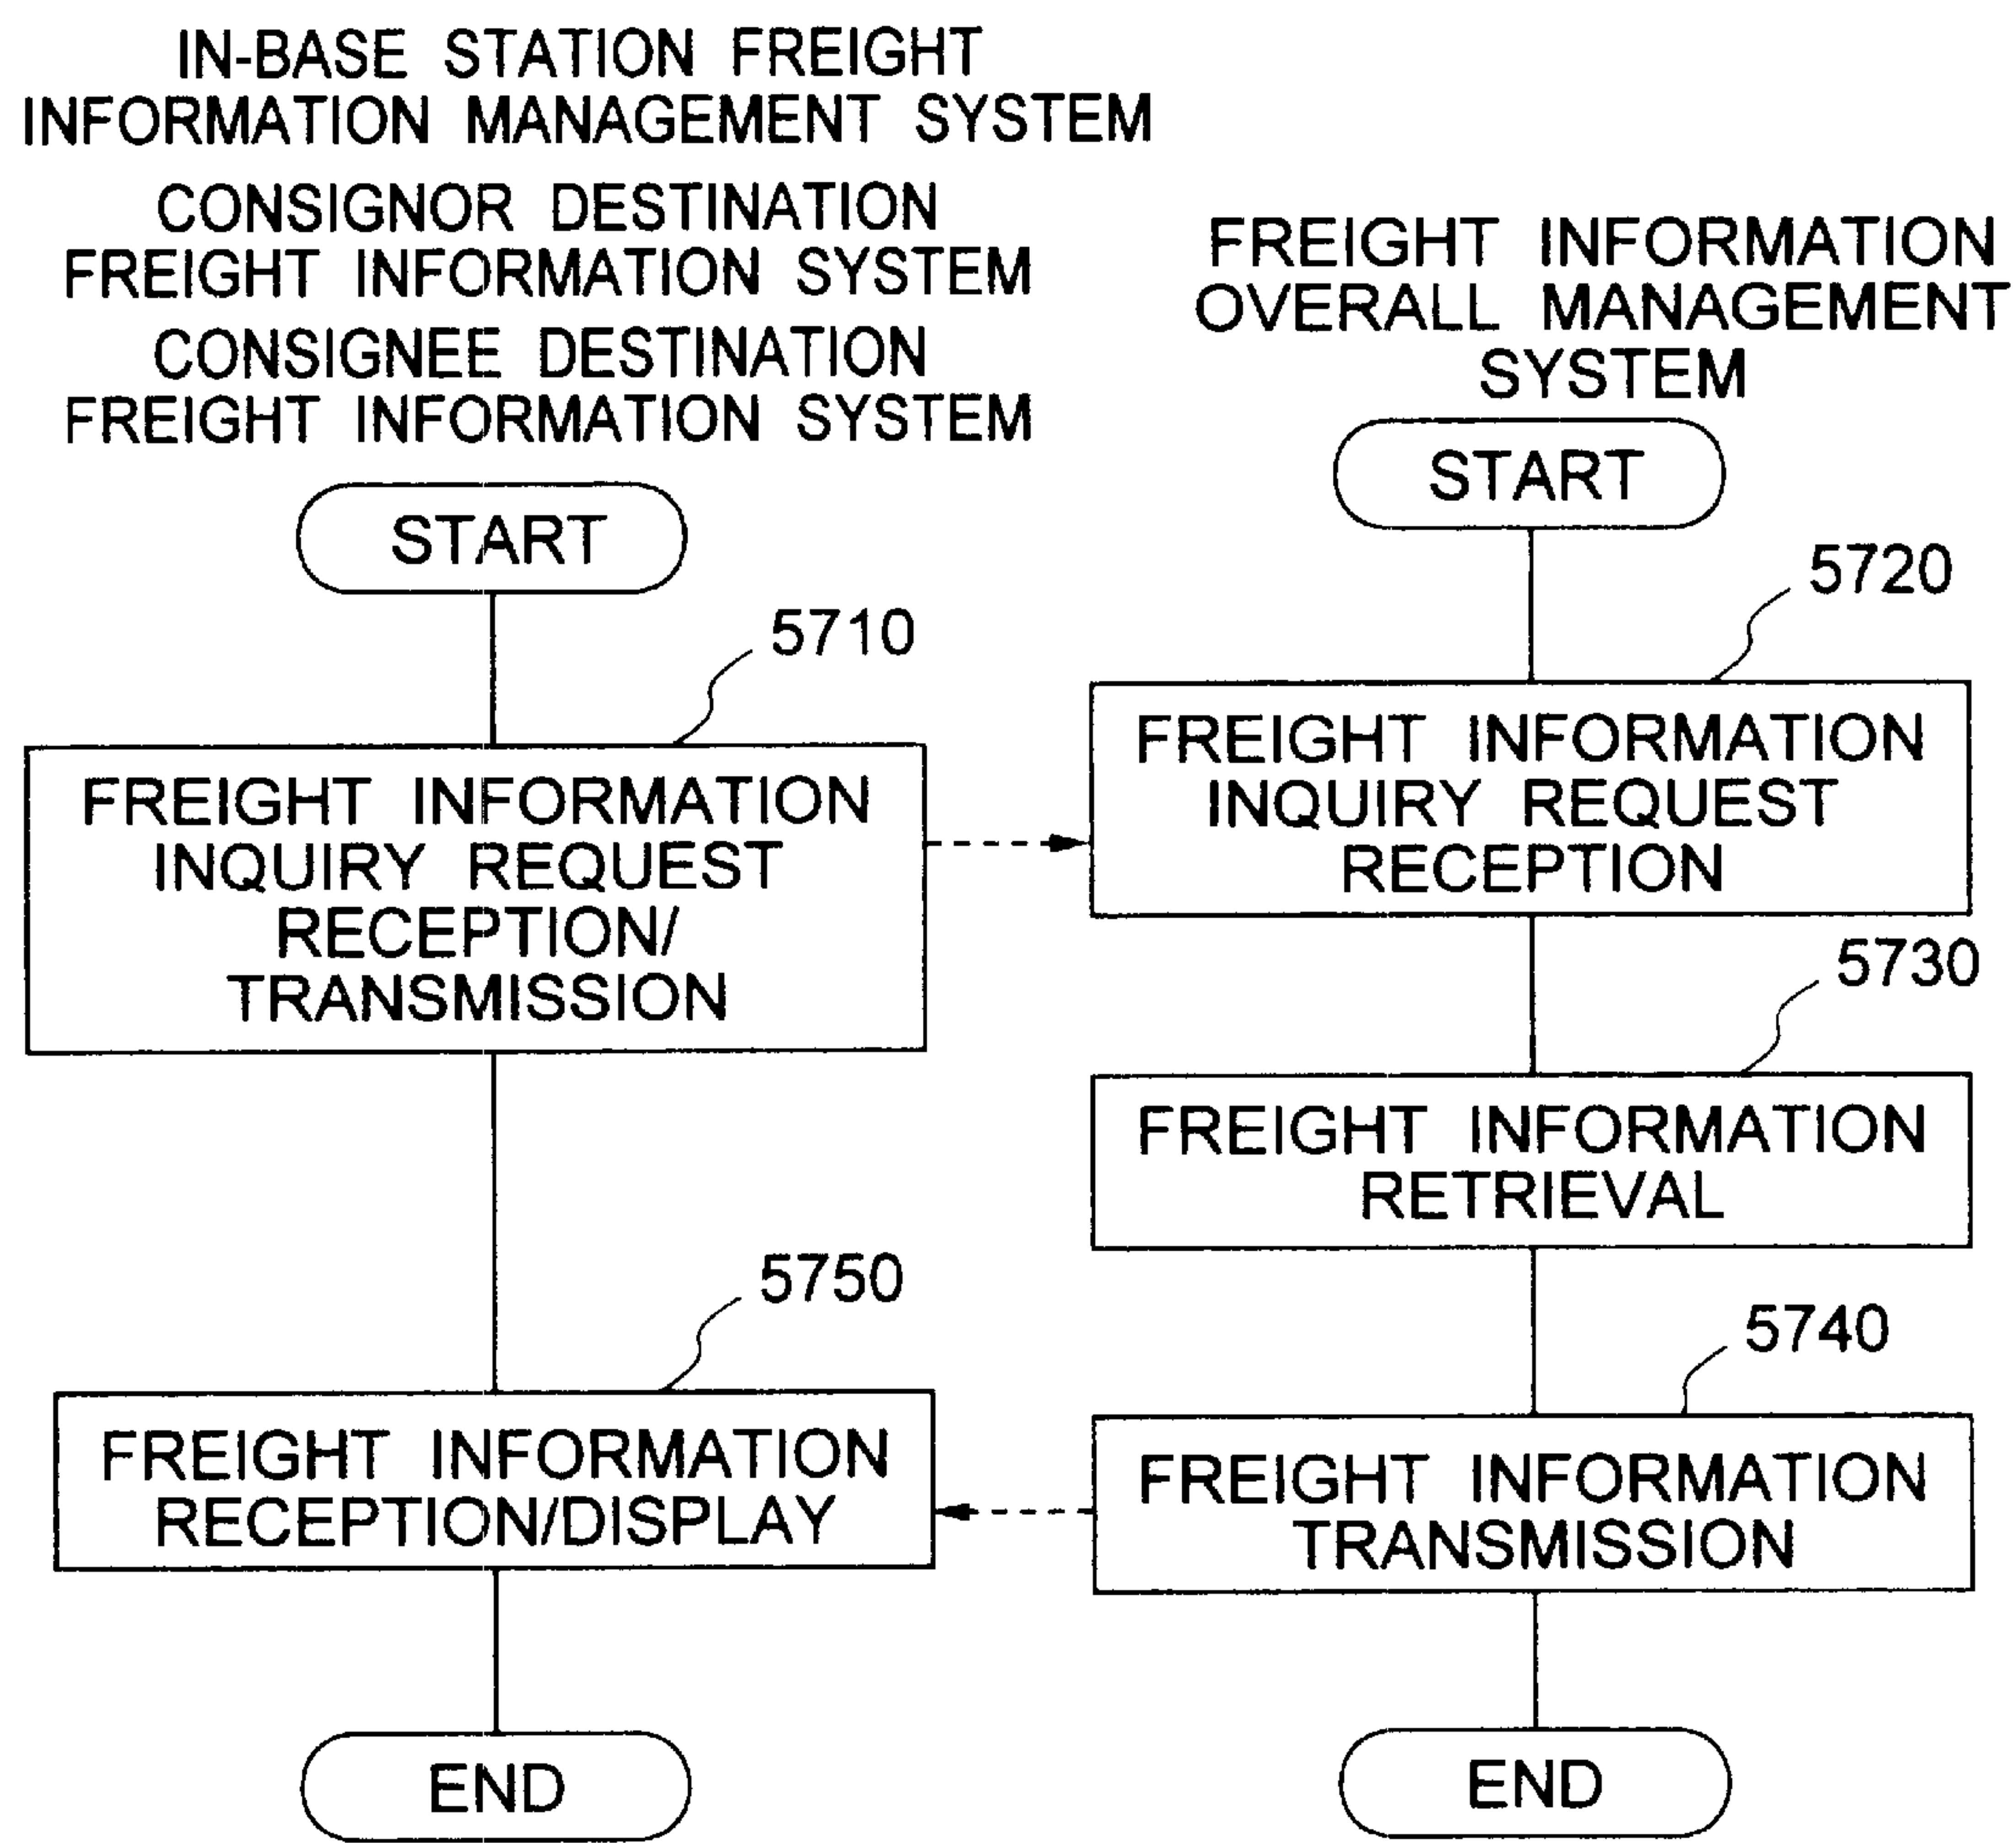 IN-BASE STATION FREIGHT
INFORMATION MANAGEMENT SYSTEM
CONSIGNOR DESTINATION
FREIGHT INFORMATION SYSTEM
CONSIGNEE DESTINATION
FREIGHT INFORMATION SYSTEM
START
5710
FREIGHT INFORMATION
INQUIRY REQUEST
RECEPTION/
TRANSMISSION
5750
FREIGHT INFORMATION
RECEPTION/DISPLAY
END
FREIGHT INFORMATION
OVERALL MANAGEMENT
SYSTEM
START
5720
FREIGHT INFORMATION
INQUIRY REQUEST
RECEPTION
5730
FREIGHT INFORMATION
RETRIEVAL
5740
FREIGHT INFORMATION
TRANSMISSION
END